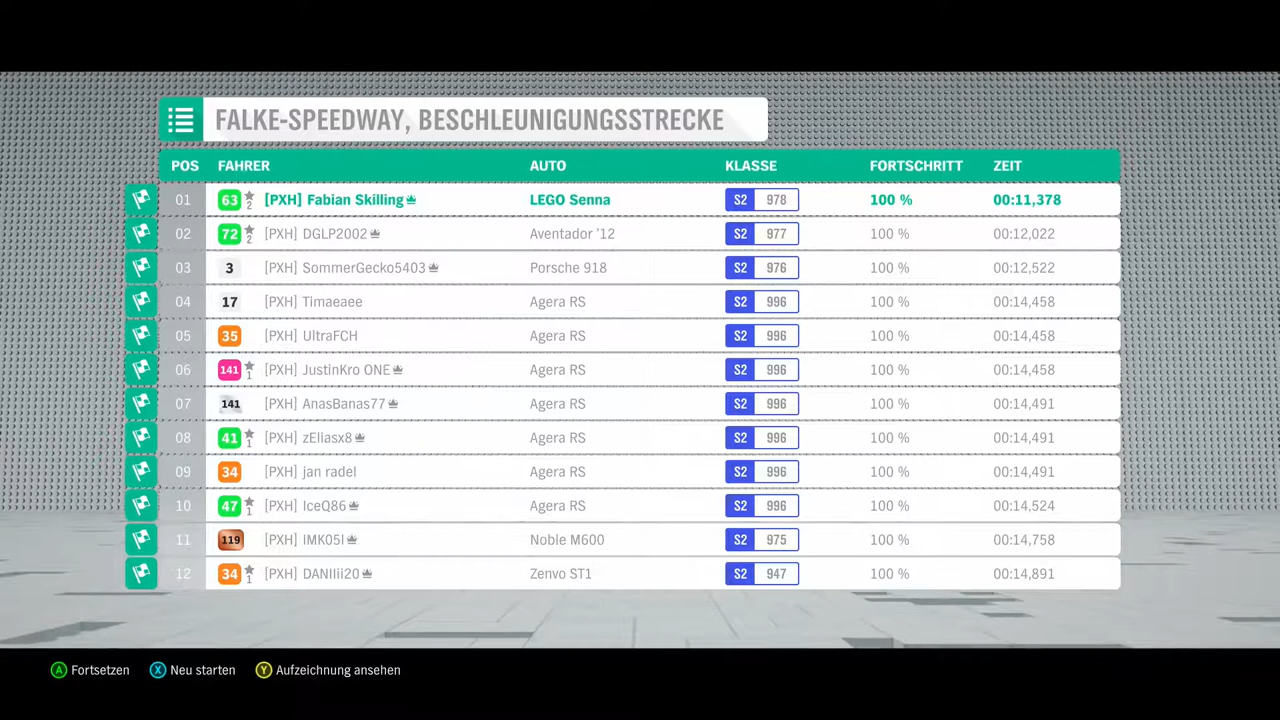 FALKE-SPEEDWAY, BESCHLEUNIGUNGSSTRECKE
POS FAHRER AUTO KLASSE FORTSCHRITT ZEIT
01 63 2 [PXH] Fabian Skilling LEGO Senna S2 978 100 % 00:11,378
02 72 2 [PXH] DGLP2002 Aventador '12 S2 977 100 % 00:12,022
03 3 [PXH] SommerGecko5403 Porsche 918 S2 976 100 % 00:12,522
04 17 [PXH] Timaeaee Agera RS S2 996 100 % 00:14,458
05 35 [PXH] UltraFCH Agera RS S2 996 100 % 00:14,458
06 141 1 [PXH] JustinKro ONE Agera RS S2 996 100 % 00:14,458
07 141 [PXH] AnasBanas77 Agera RS S2 996 100 % 00:14,491
08 41 1 [PXH] zEliasx8 Agera RS S2 996 100 % 00:14,491
09 34 [PXH] jan radel Agera RS S2 996 100 % 00:14,491
10 47 1 [PXH] IceQ86 Agera RS S2 996 100 % 00:14,524
11 119 [PXH] IMK05I Noble M600 S2 975 100 % 00:14,758
12 34 1 [PXH] DANIIii20 Zenvo ST1 S2 947 100 % 00:14,891
A Fortsetzen X Neu starten Y Aufzeichnung ansehen